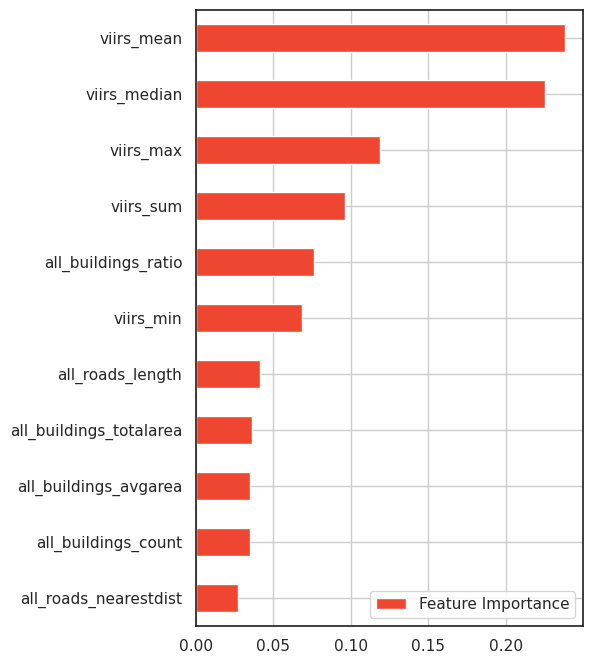 viirs_mean
viirs_median
viirs_max
viirs_sum
all_buildings_ratio
viirs_min
all_roads_length
all_buildings_totalarea
all_buildings_avgarea
all_buildings_count
all_roads_nearestdist
Feature Importance
0.00 0.05 0.10 0.15 0.20